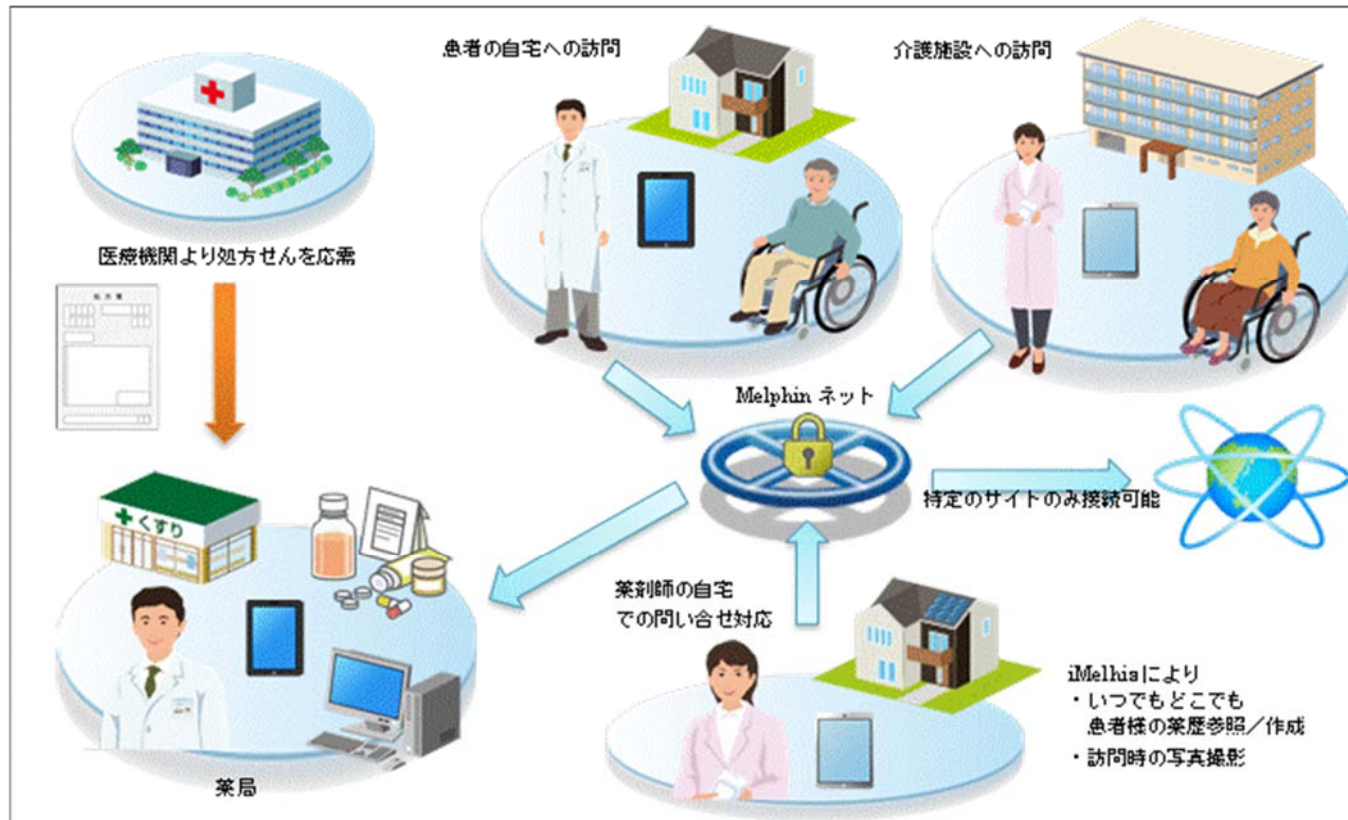 患者の自宅への訪問
介護施設への訪問
医療機関より処方せんを応需
処方箋
Melphin ネット
特定のサイトのみ接続可能
くすり
薬剤師の自宅
での問い合せ対応
iMelhisにより
・いつでもどこでも
患者様の薬歴参照／作成
・訪問時の写真撮影
薬局